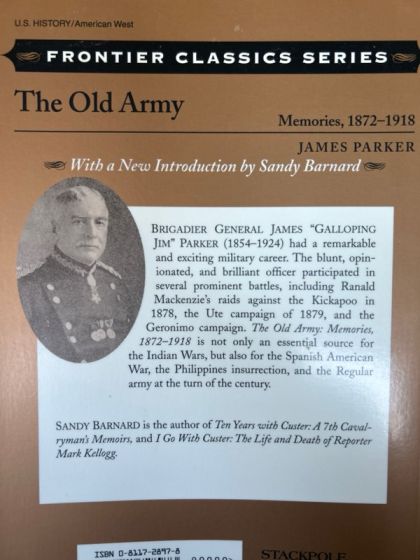 U.S. HISTORY/American West
FRONTIER CLASSICS SERIES
The Old Army
Memories, 1872–1918
JAMES PARKER
With a New Introduction by Sandy Barnard
BRIGADIER GENERAL JAMES "GALLOPING
JIM" PARKER (1854–1924) had a remarkable
and exciting military career. The blunt, opin-
ionated, and brilliant officer participated in
several prominent battles, including Ranald
Mackenzie's raids against the Kickapoo in
1878, the Ute campaign of 1879, and the
Geronimo campaign. The Old Army: Memories,
1872–1918 is not only an essential source for
the Indian Wars, but also for the Spanish American
War, the Philippines insurrection, and the Regular
army at the turn of the century.
SANDY BARNARD is the author of Ten Years with Custer: A 7th Caval-
ryman's Memoirs, and I Go With Custer: The Life and Death of Reporter
Mark Kellogg.
ISBN 0-8117-2897-8
STACKPOLE